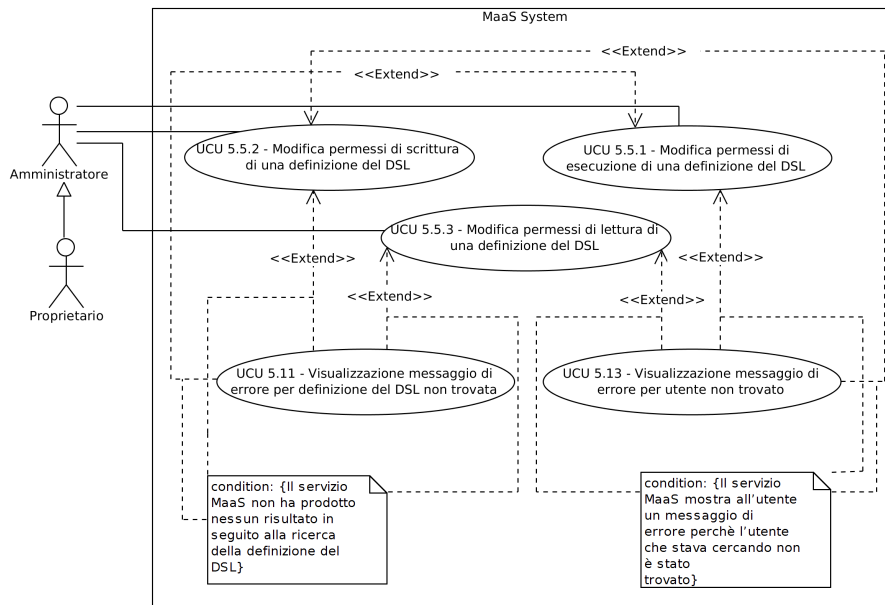 MaaS System
<<Extend>>
<<Extend>>
Amministratore
UCU 5.5.2 - Modifica permessi di scrittura
di una definizione del DSL
UCU 5.5.1 - Modifica permessi di
esecuzione di una definizione del DSL
UCU 5.5.3 - Modifica permessi di lettura di
una definizione del DSL
<<Extend>>
<<Extend>>
<<Extend>>
<<Extend>>
Proprietario
UCU 5.11 - Visualizzazione messaggio di
errore per definizione del DSL non trovata
UCU 5.13 - Visualizzazione messaggio di
errore per utente non trovato
condition: {Il servizio
MaaS non ha prodotto
nessun risultato in
seguito alla ricerca
della definizione del
DSL}
condition: {Il servizio
MaaS mostra all’utente
un messaggio di
errore perchè l’utente
che stava cercando non
è stato
trovato}